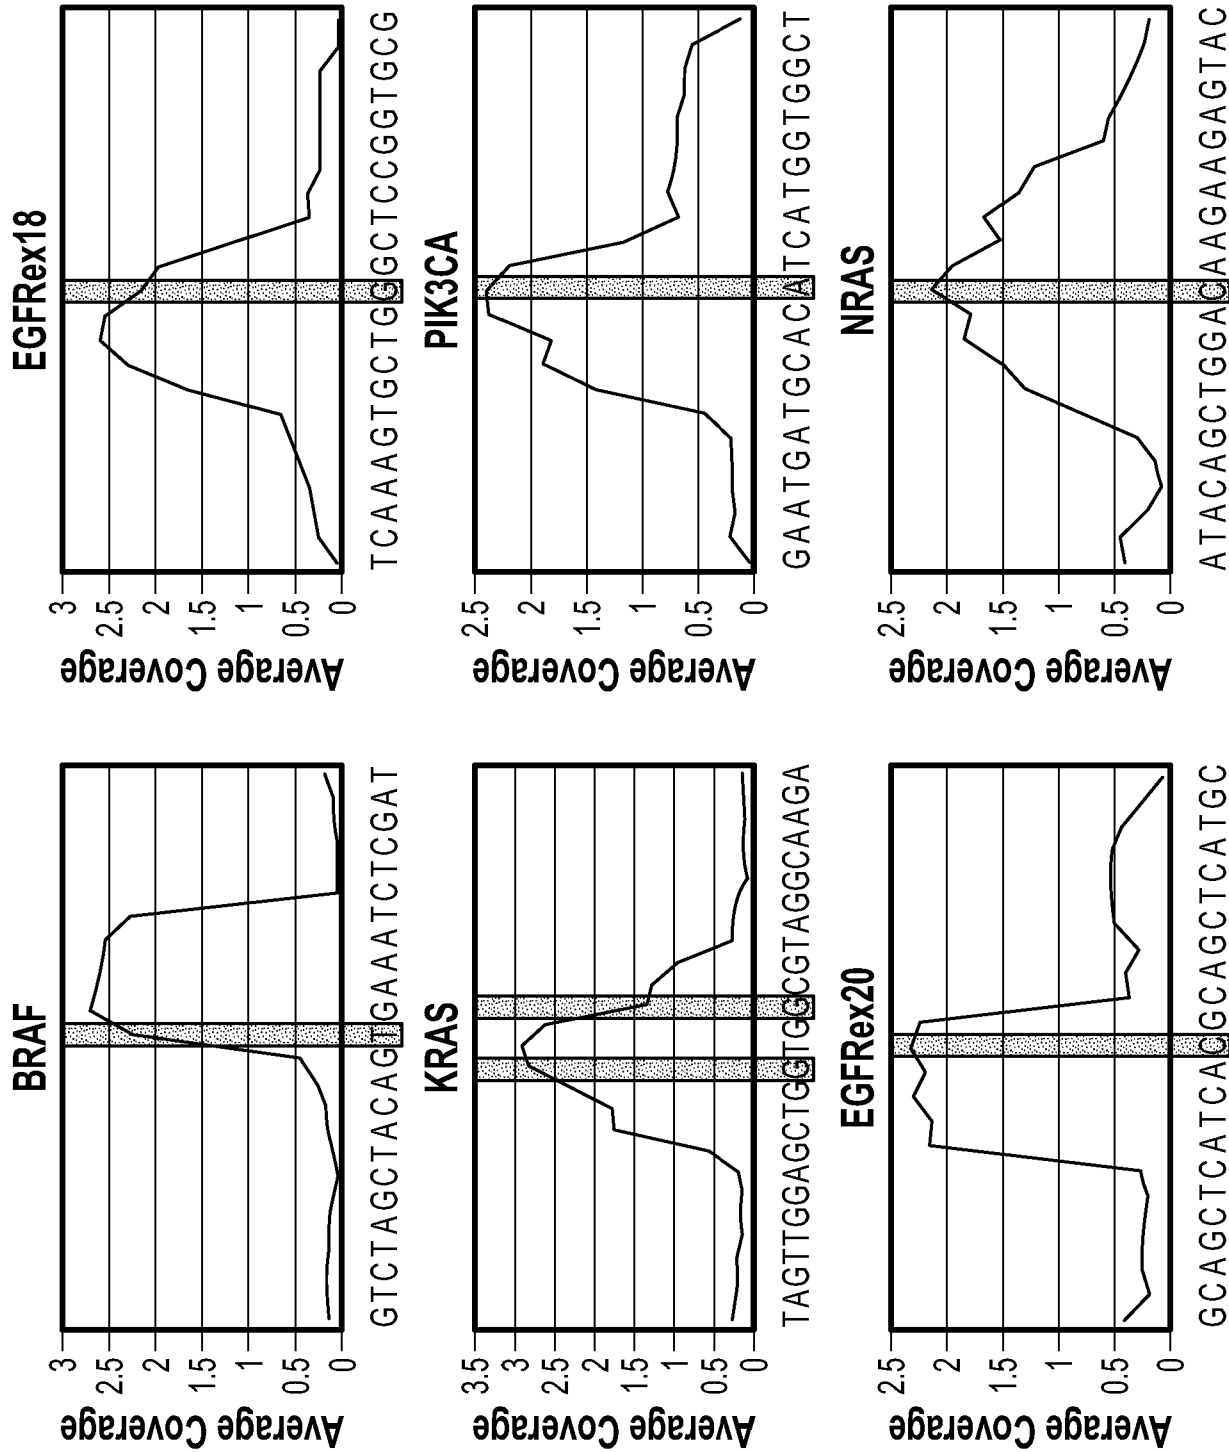 BRAF
Average Coverage
3
2.5
2
1.5
1
0.5
0
GTCTAGCTACAGTGAAATCTCGAT
EGFRex18
Average Coverage
3
2.5
2
1.5
1
0.5
0
TCAAAGTGCTGGGCTCCGGTGCG
KRAS
Average Coverage
3.5
3
2.5
2
1.5
1
0.5
0
TAGTTGGAGCTGGTGGCGTAGGCAAGA
PIK3CA
Average Coverage
2.5
2
1.5
1
0.5
0
GAATGATGCACATCATGGTGGCT
EGFRex20
Average Coverage
2.5
2
1.5
1
0.5
0
GCAGCTCATCACGCAGCTCATGC
NRAS
Average Coverage
2.5
2
1.5
1
0.5
0
ATACAGCTGGACAAGAAGAGTAC